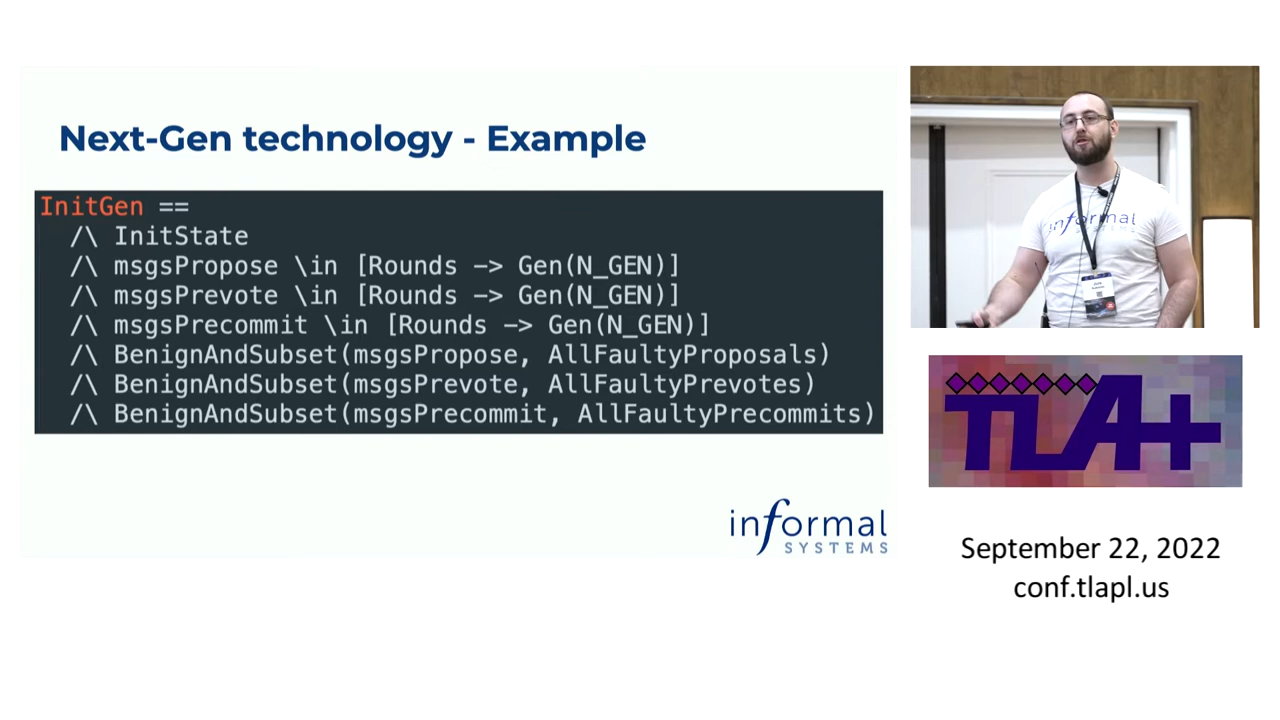 Next-Gen technology - Example
InitGen ==
/\ InitState
/\ msgsPropose \in [Rounds -> Gen(N_GEN)]
/\ msgsPrevote \in [Rounds -> Gen(N_GEN)]
/\ msgsPrecommit \in [Rounds -> Gen(N_GEN)]
/\ BenignAndSubset(msgsPropose, AllFaultyProposals)
/\ BenignAndSubset(msgsPrevote, AllFaultyPrevotes)
/\ BenignAndSubset(msgsPrecommit, AllFaultyPrecommits)
informal
SYSTEMS
informal
SYSTEMS
TLA+
September 22, 2022
conf.tlapl.us